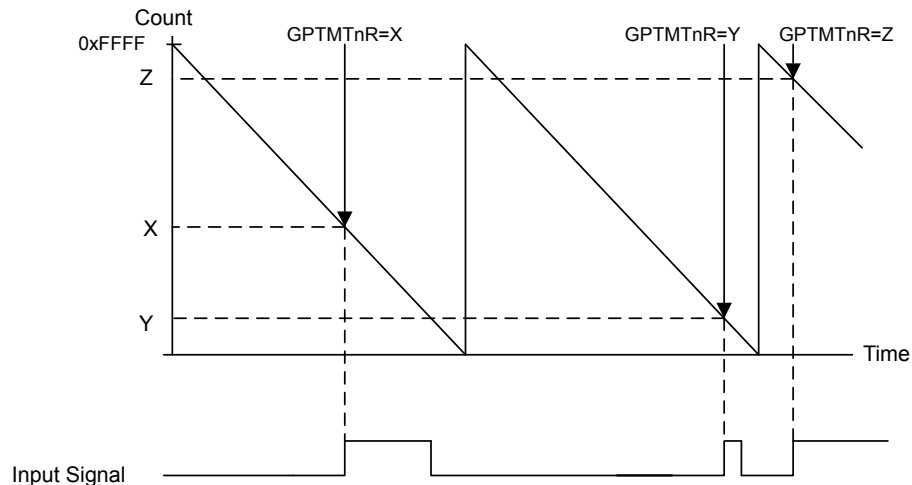 Count
0xFFFF
GPTMTnR=X
GPTMTnR=Y
GPTMTnR=Z
Z
X
Y
Time
Input Signal